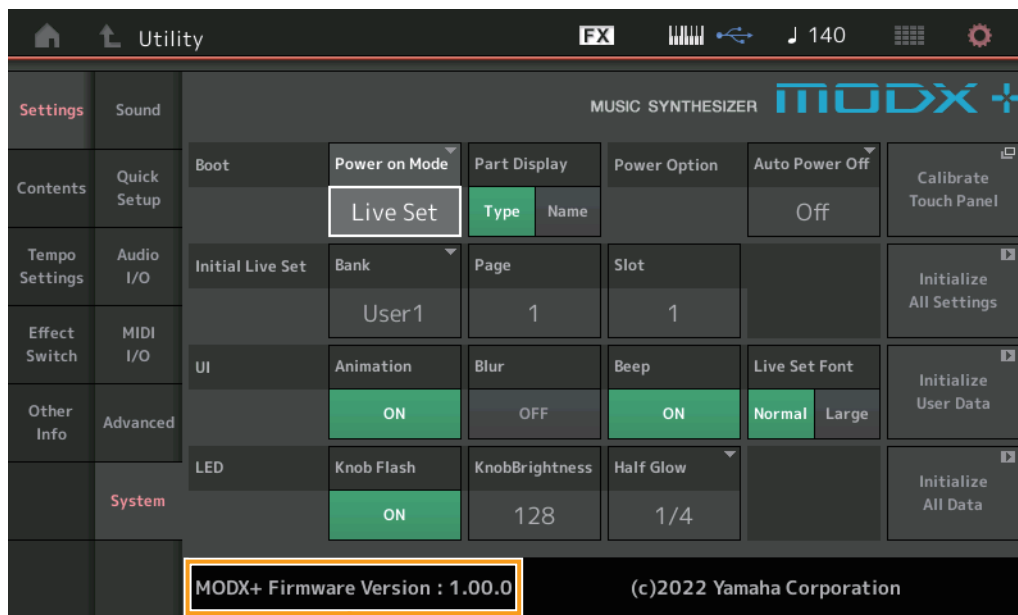 Utility FX 140
MUSIC SYNTHESIZER MODX+
Settings
Contents
Tempo
Settings
Effect
Switch
Other
Info
Sound
Quick
Setup
Audio
I/O
MIDI
I/O
Advanced
System
Boot
Power on Mode
Live Set
Part Display
Type Name
Power Option
Auto Power Off
Off
Calibrate
Touch Panel
Initial Live Set
Bank
User1
Page
1
Slot
1
Initialize
All Settings
UI
Animation
ON
Blur
OFF
Beep
ON
Live Set Font
Normal Large
Initialize
User Data
LED
Knob Flash
ON
KnobBrightness
128
Half Glow
1/4
Initialize
All Data
MODX+ Firmware Version : 1.00.0
(c)2022 Yamaha Corporation